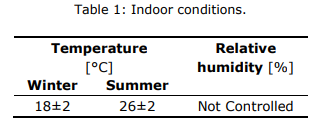 Table 1: Indoor conditions.
Temperature Relative
[°C] humidity [%]
Winter Summer
18±2 26±2 Not Controlled